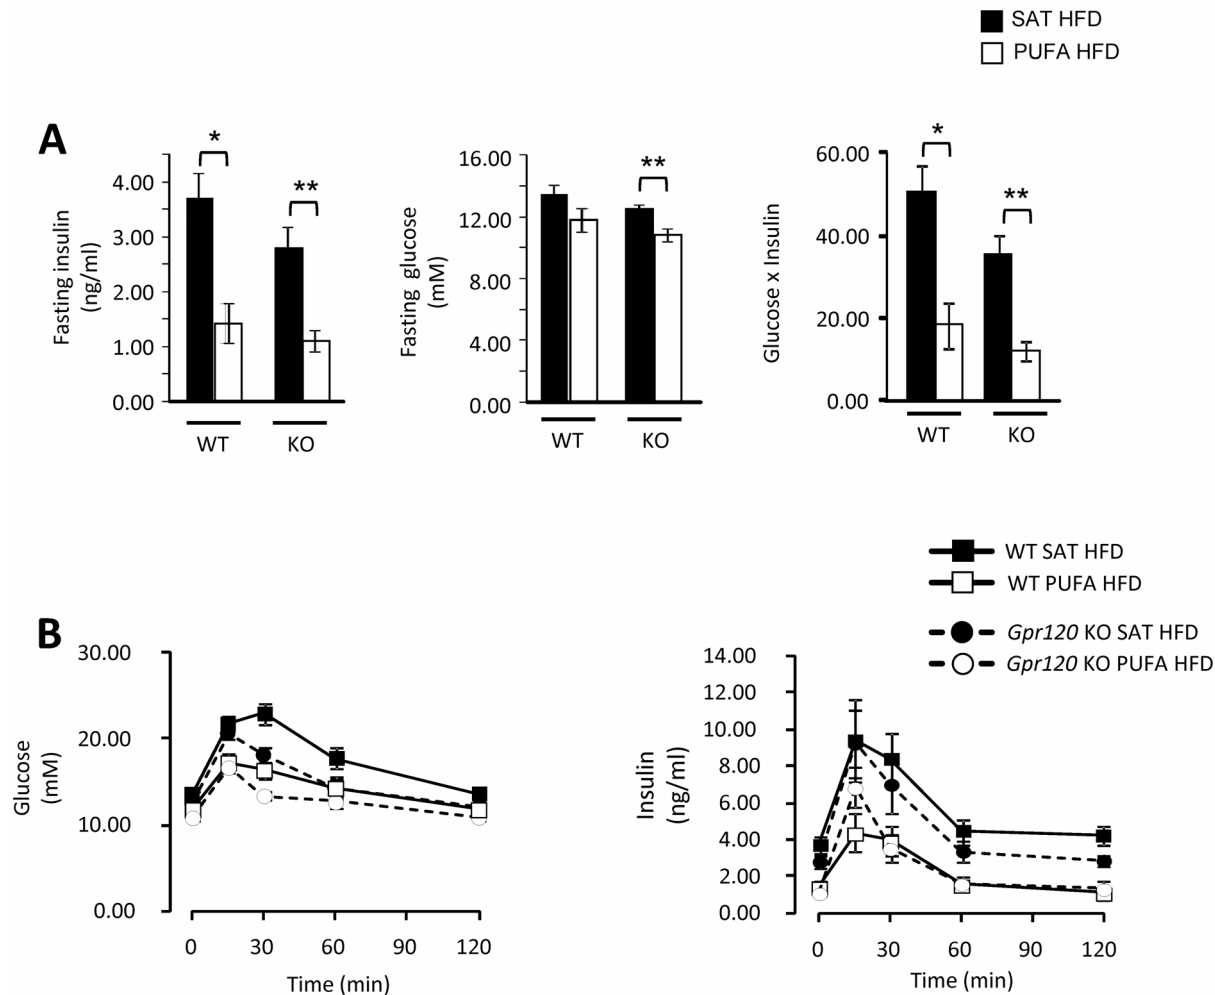 SAT HFD
PUFA HFD
A
Fasting insulin
(ng/ml)
4.00
3.00
2.00
1.00
0.00
*
**
WT
KO
Fasting glucose
(mM)
16.00
12.00
8.00
4.00
0.00
**
WT
KO
Glucose x Insulin
60.00
40.00
20.00
0.00
*
**
WT
KO
WT SAT HFD
WT PUFA HFD
Gpr120 KO SAT HFD
Gpr120 KO PUFA HFD
B
Glucose
(mM)
30.00
20.00
10.00
0.00
0 30 60 90 120
Time (min)
Insulin
(ng/ml)
14.00
12.00
10.00
8.00
6.00
4.00
2.00
0.00
0 30 60 90 120
Time (min)